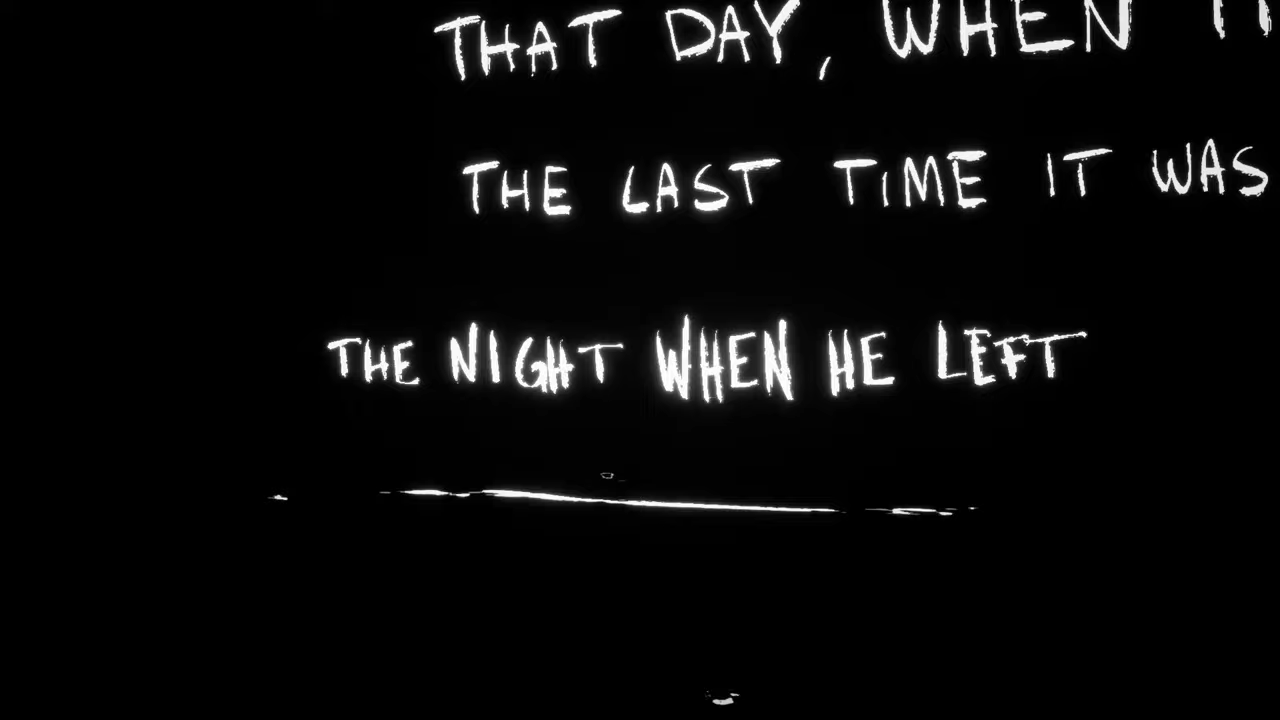 THAT DAY, WHEN
THE LAST TIME IT WAS
THE NIGHT WHEN HE LEFT